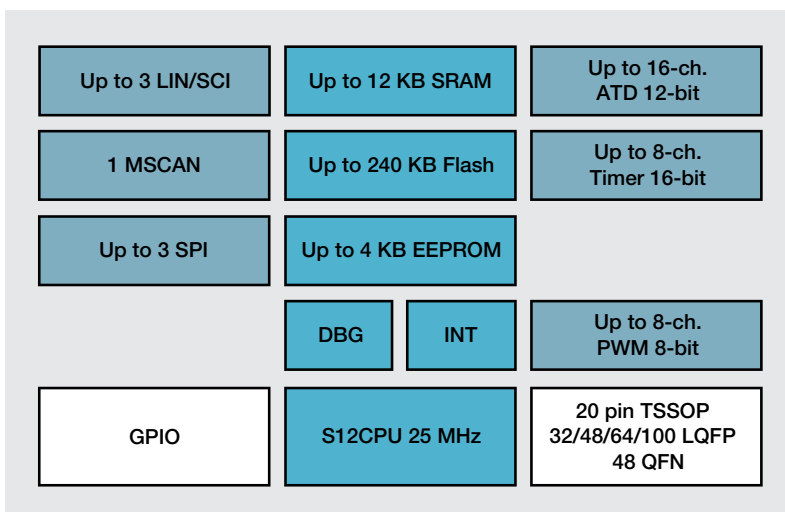 Up to 3 LIN/SCI
Up to 12 KB SRAM
Up to 16-ch.
ATD 12-bit
1 MSCAN
Up to 240 KB Flash
Up to 8-ch.
Timer 16-bit
Up to 3 SPI
Up to 4 KB EEPROM
DBG
INT
Up to 8-ch.
PWM 8-bit
GPIO
S12CPU 25 MHz
20 pin TSSOP
32/48/64/100 LQFP
48 QFN